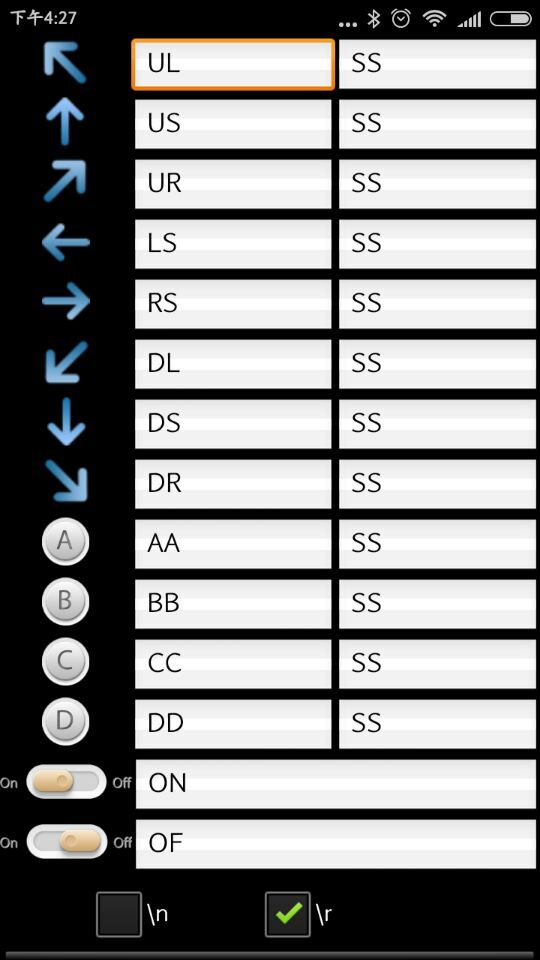 下午4:27
UL SS
US SS
UR SS
LS SS
RS SS
DL SS
DS SS
DR SS
A AA SS
B BB SS
C CC SS
D DD SS
On Off ON
On Off OF
\n \r